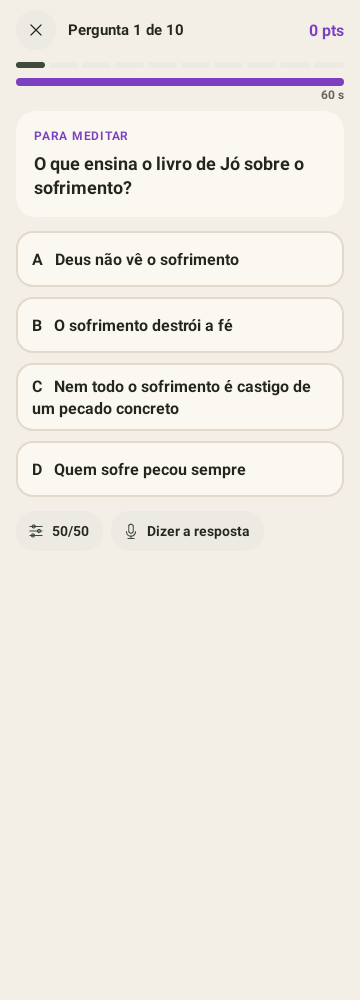 Pergunta 1 de 10
0 pts
60 s
PARA MEDITAR
O que ensina o livro de Jó sobre o
sofrimento?
A Deus não vê o sofrimento
B O sofrimento destrói a fé
C Nem todo o sofrimento é castigo de
um pecado concreto
D Quem sofre pecou sempre
50/50
Dizer a resposta